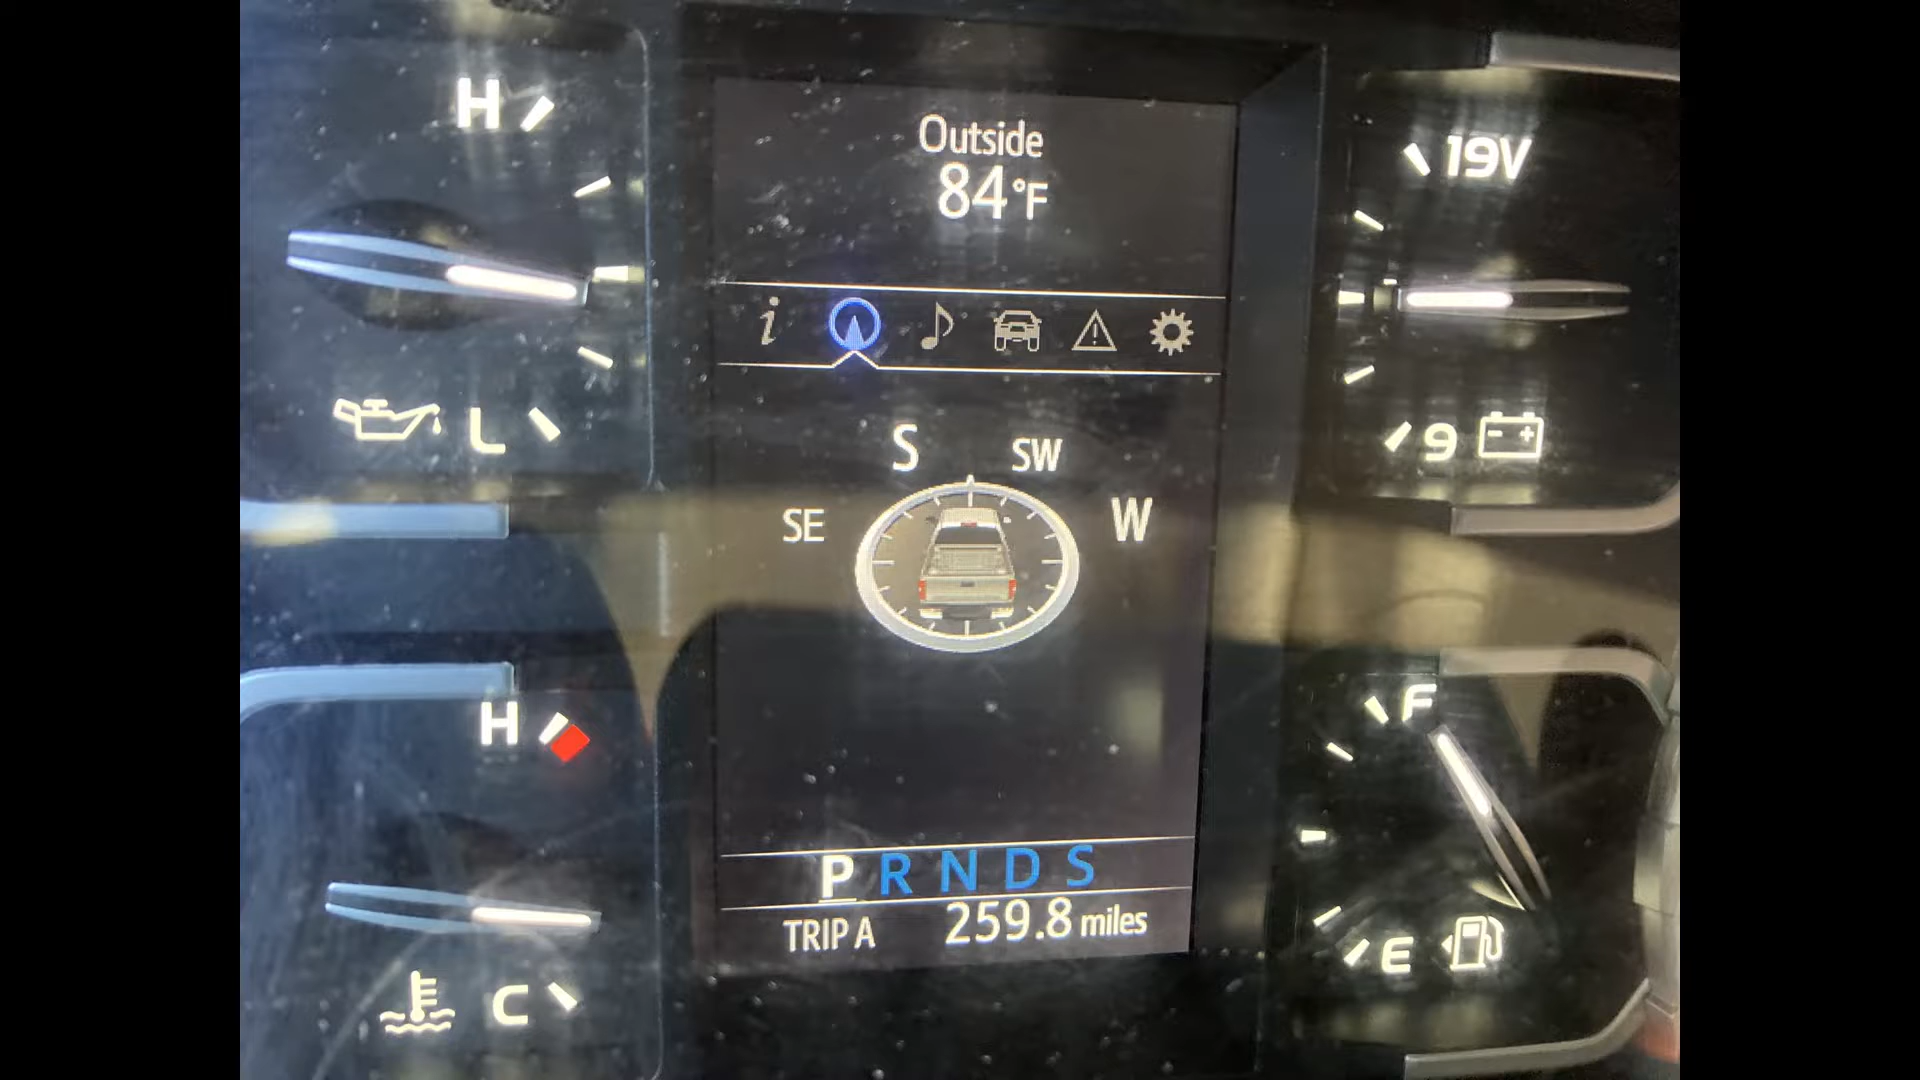 H
Outside
84°F
19V
i
L
9
- +
S
SW
SE
W
H
F
P R N D S
TRIP A 259.8 miles
E
C